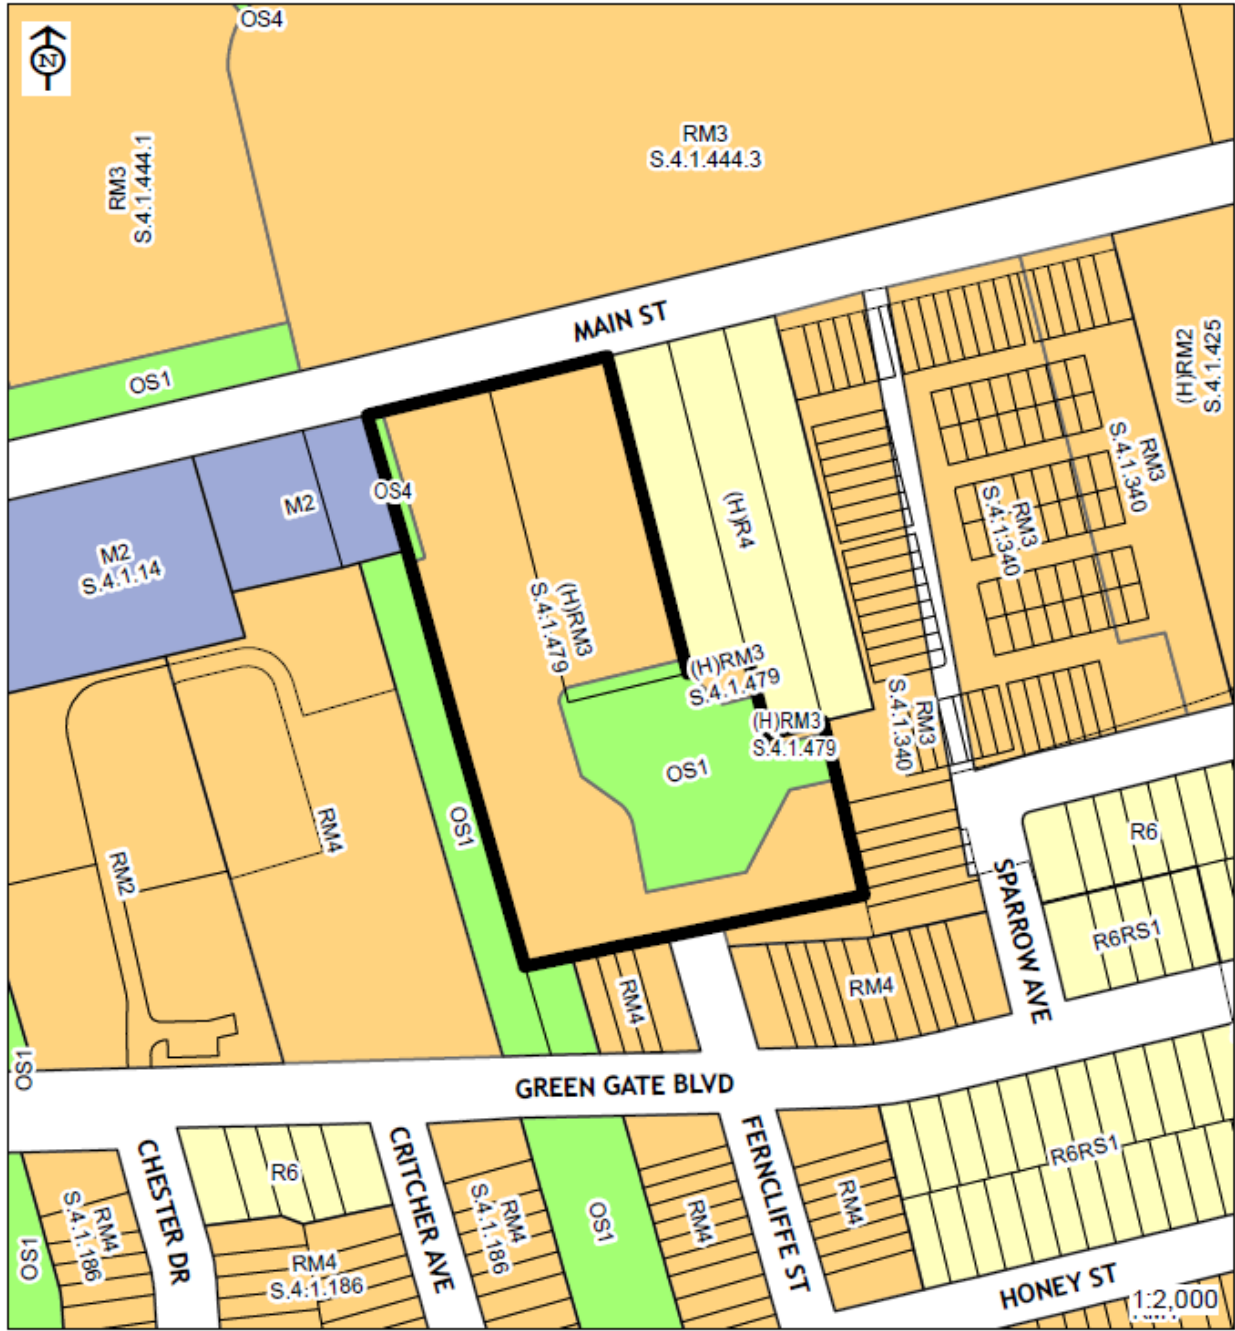 OS4
N
RM3
S.4.1.444.1
RM3
S.4.1.444.3
MAIN ST
OS1
(H)RM2
S.4.1.425
M2
S.4.1.14
M2
OS4
(H)RM3
S.4.1.479
(H)R4
RM3
S.4.1.340
RM3
S.4.1.340
(H)RM3
S.4.1.479
(H)RM3
S.4.1.479
RM3
S.4.1.340
OS1
OS1
RM4
RM2
R6
R6RS1
SPARROW AVE
RM4
RM4
OS1
GREEN GATE BLVD
CHESTER DR
R6
CRITCHER AVE
FERNCLIFFE ST
R6RS1
OS1
RM4
S.4.1.186
RM4
S.4.1.186
RM4
S.4.1.186
OS1
RM4
RM4
HONEY ST
1:2,000